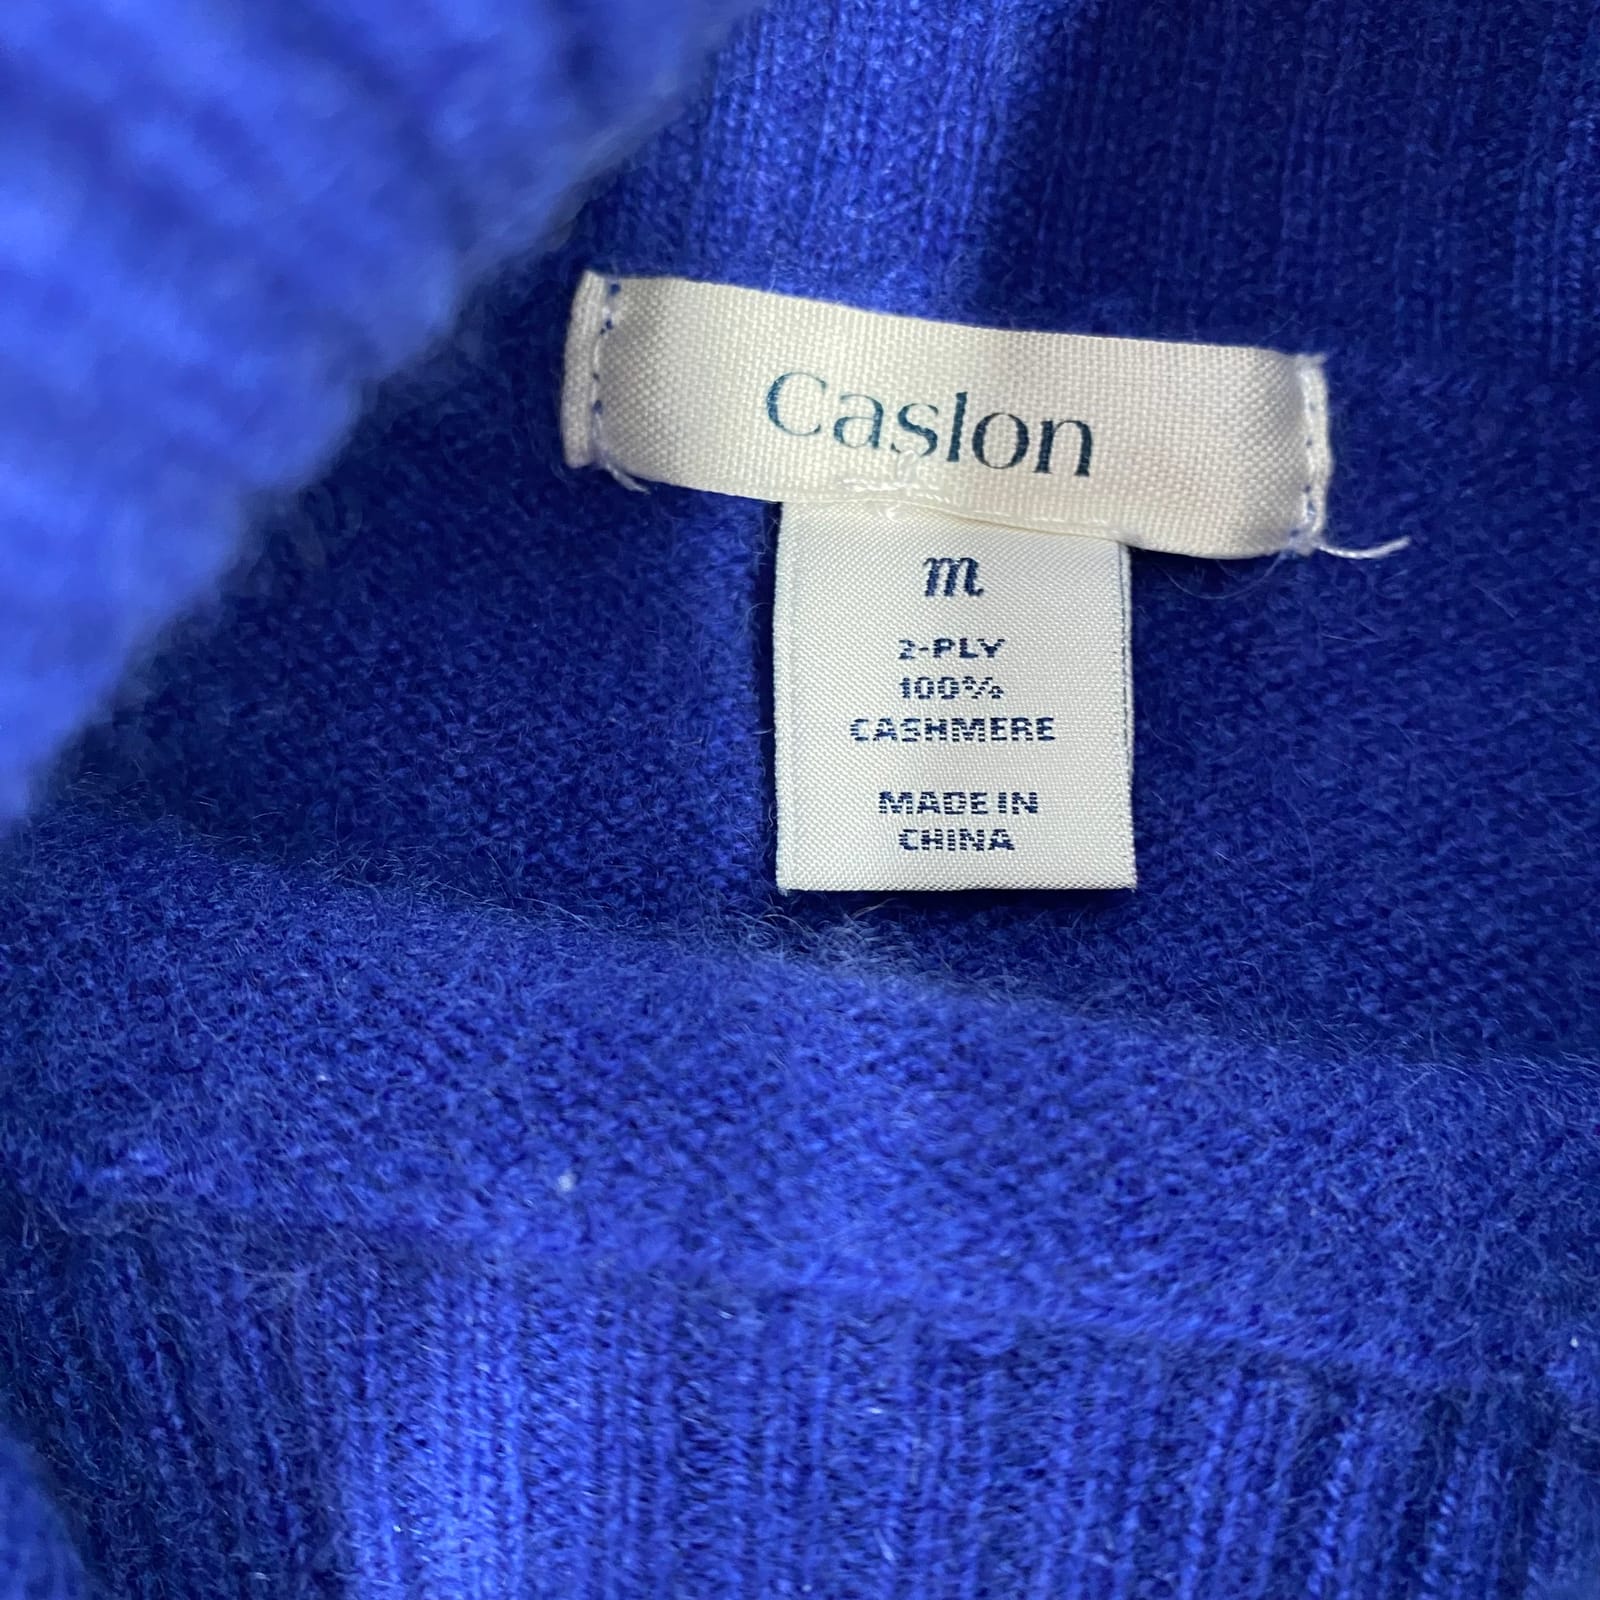 Caslon
m
2-PLY
100%
CASHMERE
MADE IN
CHINA